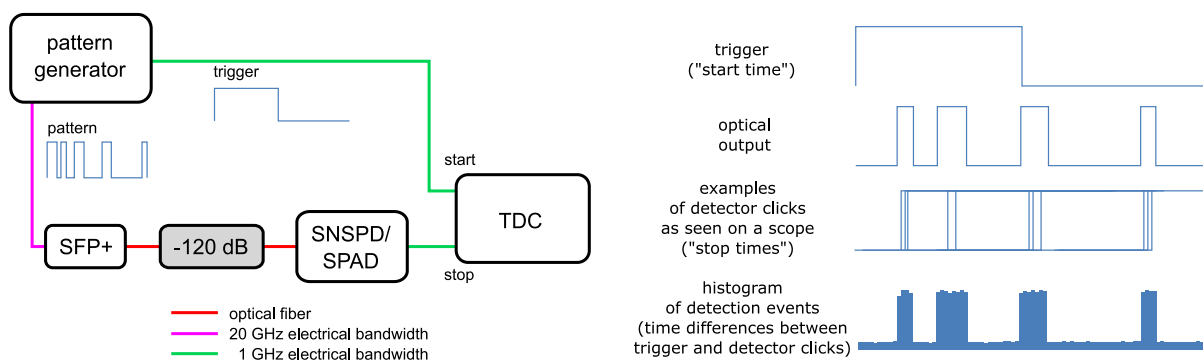 pattern
generator
trigger
pattern
start
TDC
SFP+
-120 dB
SNSPD/
SPAD
stop
optical fiber
20 GHz electrical bandwidth
1 GHz electrical bandwidth
trigger
("start time")
optical
output
examples
of detector clicks
as seen on a scope
("stop times")
histogram
of detection events
(time differences between
trigger and detector clicks)